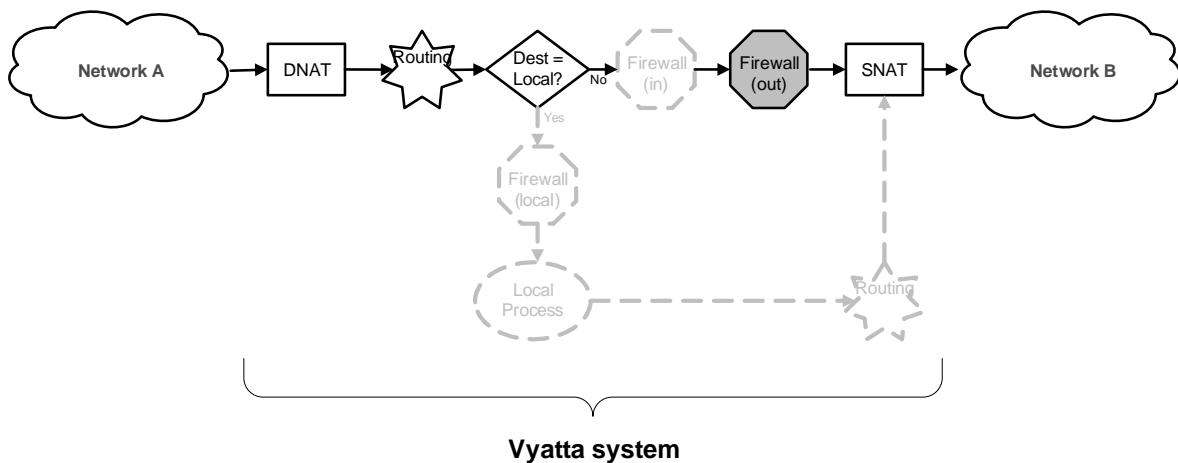 Network A
DNAT
Routing
Dest =
Local?
No
Firewall
(in)
Firewall
(out)
SNAT
Network B
Yes
Firewall
(local)
Local
Process
Routing
Vyatta system